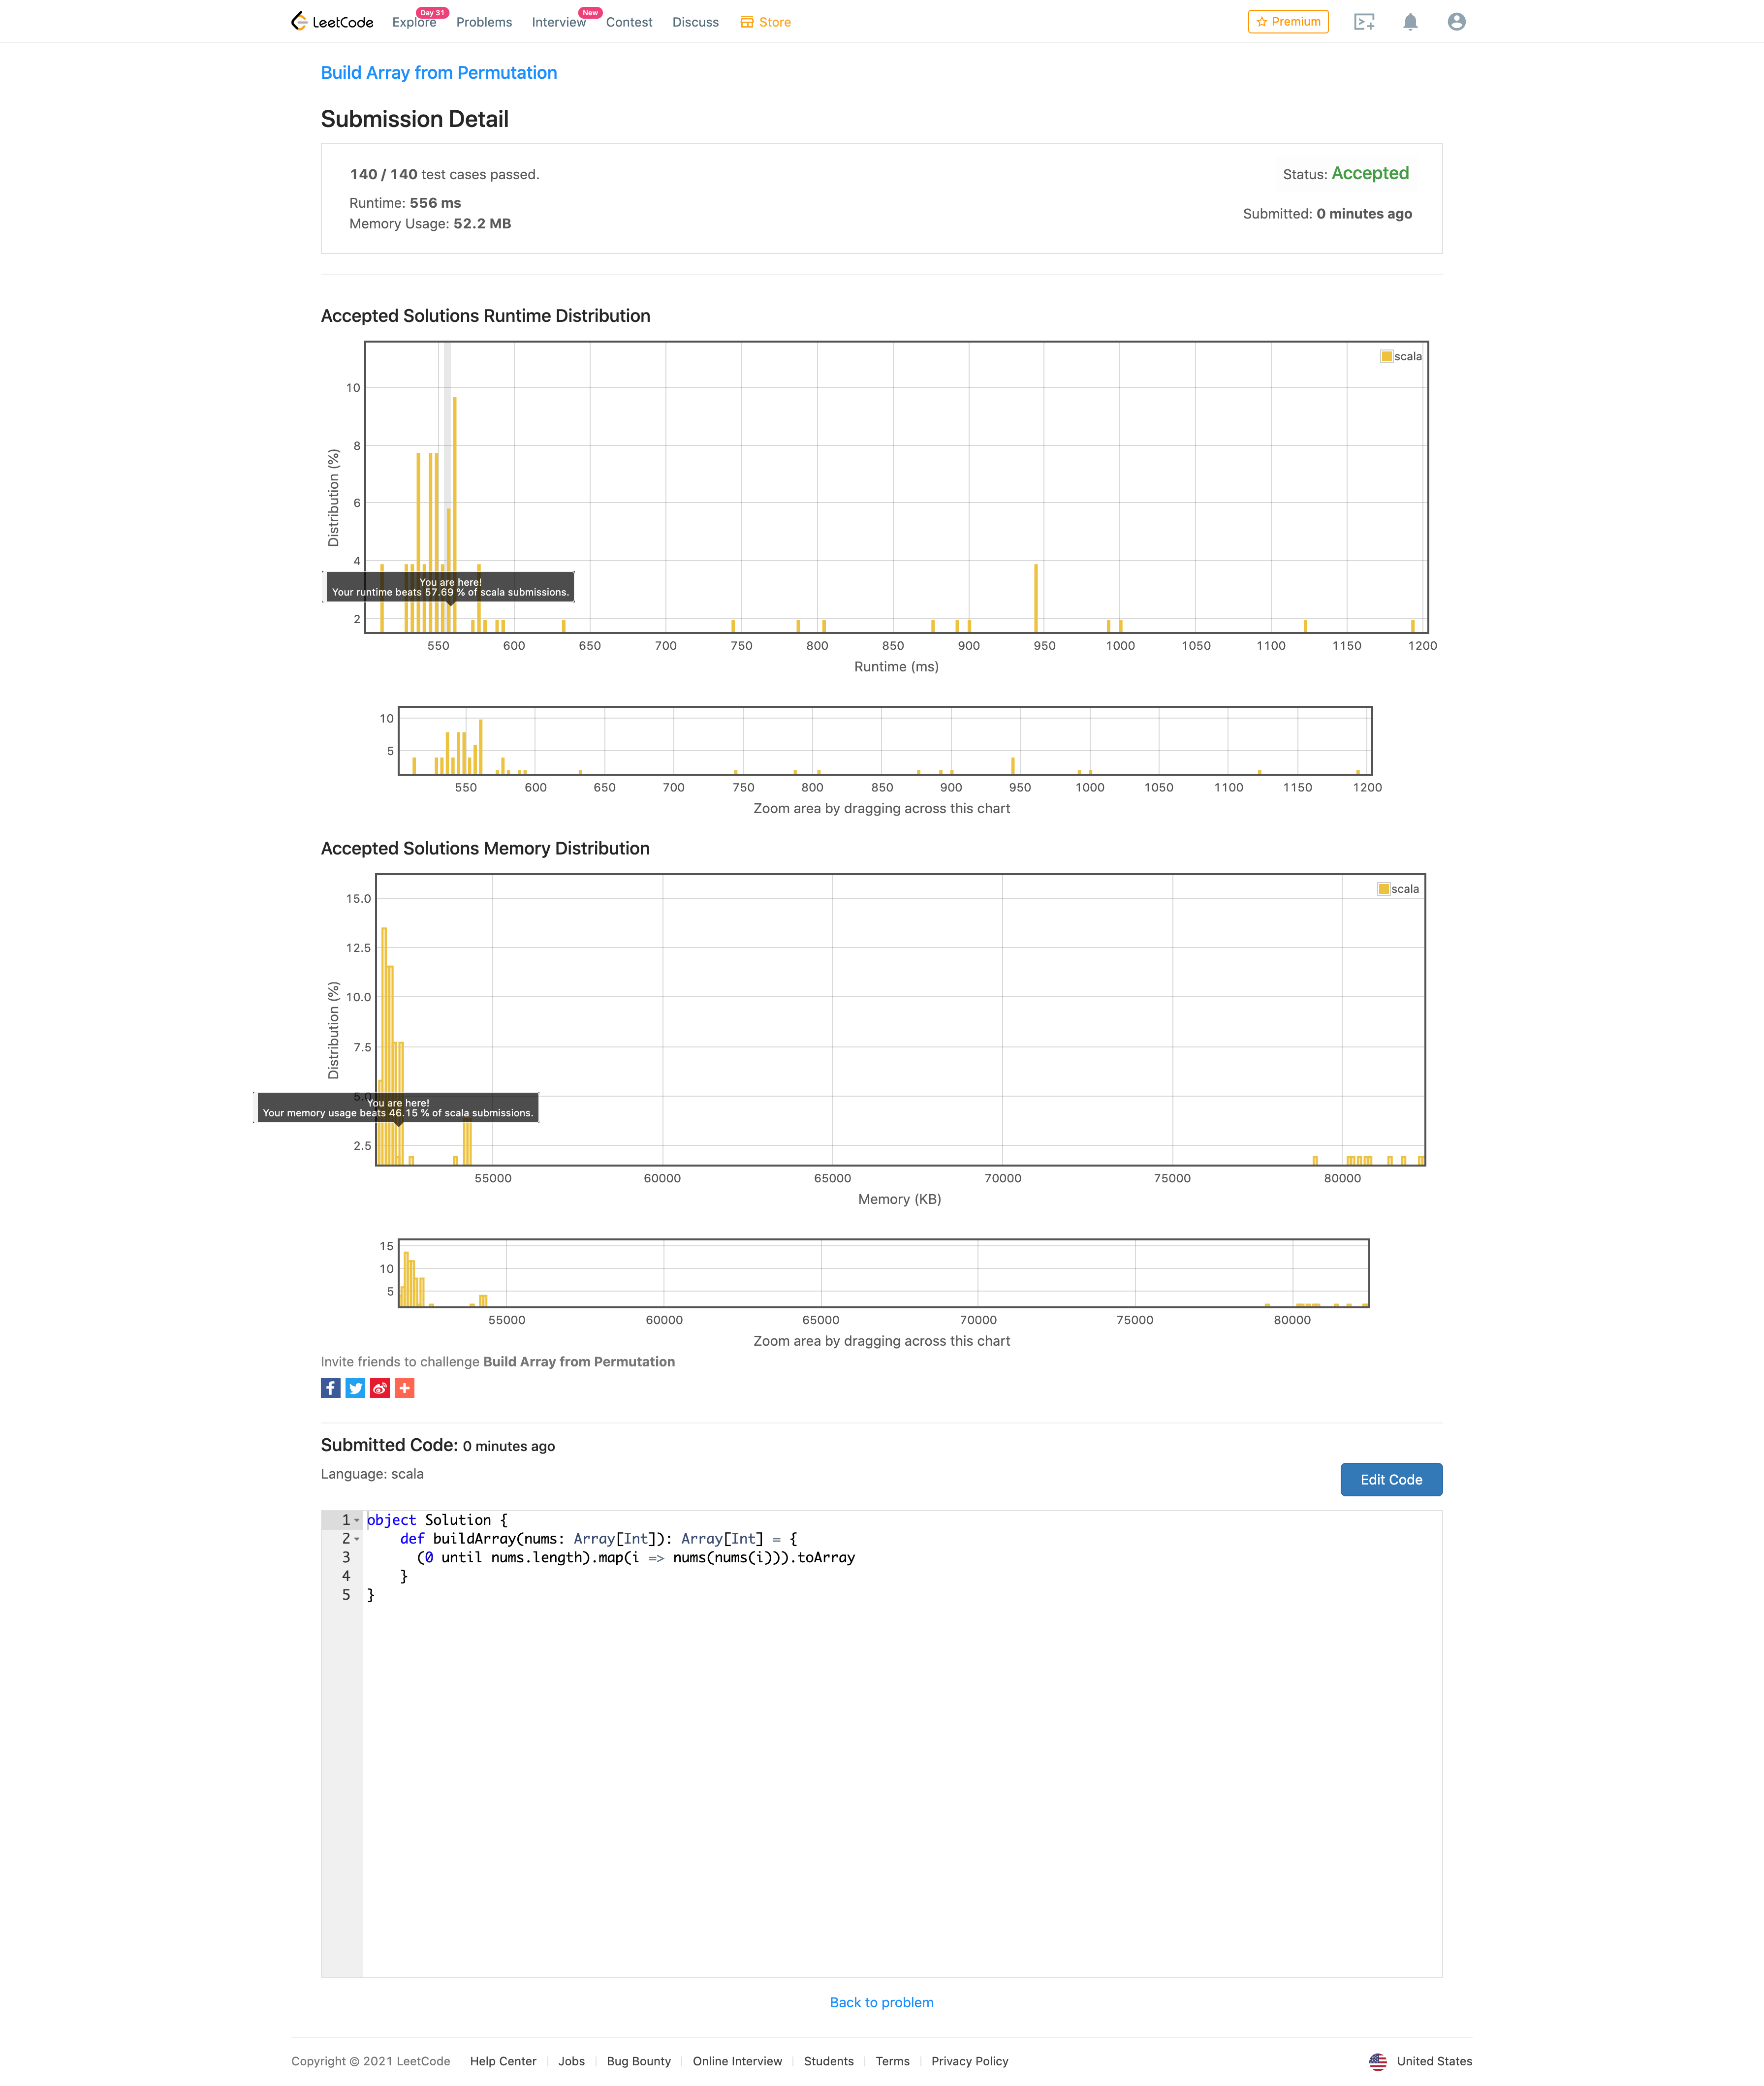 LeetCode Explore Day 31 Problems Interview New Contest Discuss Store Premium
Build Array from Permutation
Submission Detail
140 / 140 test cases passed.
Status: Accepted
Runtime: 556 ms
Submitted: 0 minutes ago
Memory Usage: 52.2 MB
Accepted Solutions Runtime Distribution
scala
10
8
6
4
2
Distribution (%)
You are here!
Your runtime beats 57.69 % of scala submissions.
550 600 650 700 750 800 850 900 950 1000 1050 1100 1150 1200
Runtime (ms)
10
5
550 600 650 700 750 800 850 900 950 1000 1050 1100 1150 1200
Zoom area by dragging across this chart
Accepted Solutions Memory Distribution
scala
15.0
12.5
10.0
7.5
5.0
2.5
Distribution (%)
You are here!
Your memory usage beats 46.15 % of scala submissions.
55000 60000 65000 70000 75000 80000
Memory (KB)
15
10
5
55000 60000 65000 70000 75000 80000
Zoom area by dragging across this chart
Invite friends to challenge Build Array from Permutation
Submitted Code: 0 minutes ago
Language: scala
Edit Code
1 object Solution {
2     def buildArray(nums: Array[Int]): Array[Int] = {
3       (0 until nums.length).map(i => nums(nums(i))).toArray
4     }
5 }
Back to problem
Copyright © 2021 LeetCode Help Center Jobs Bug Bounty Online Interview Students Terms Privacy Policy United States